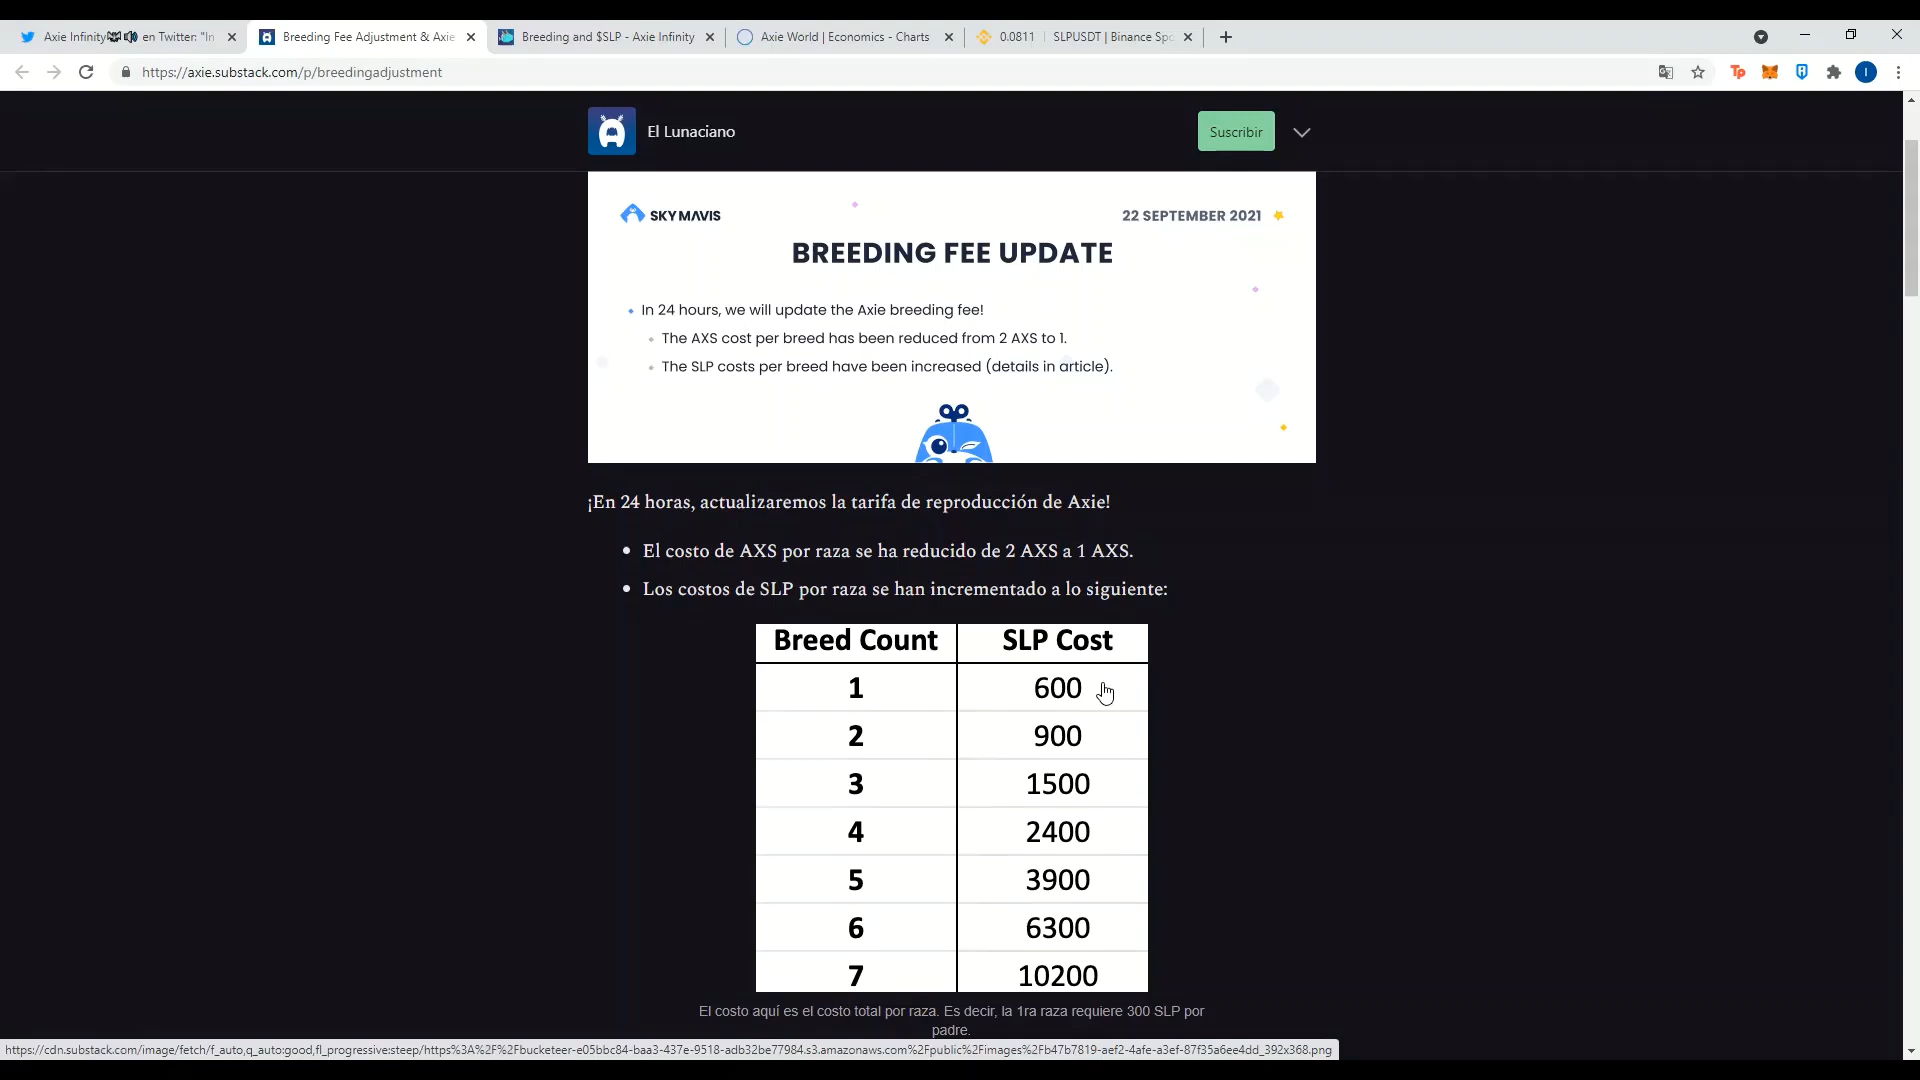 Axie Infinity en Twitter: "In
Breeding Fee Adjustment & Axie
Breeding and $SLP - Axie Infinity
Axie World | Economics - Charts
0.0811 | SLPUSDT | Binance Spo
https://axie.substack.com/p/breedingadjustment
Tp
I
El Lunaciano
Suscribir
SKY MAVIS
22 SEPTEMBER 2021
BREEDING FEE UPDATE
In 24 hours, we will update the Axie breeding fee!
The AXS cost per breed has been reduced from 2 AXS to 1.
The SLP costs per breed have been increased (details in article).
¡En 24 horas, actualizaremos la tarifa de reproducción de Axie!
• El costo de AXS por raza se ha reducido de 2 AXS a 1 AXS.
• Los costos de SLP por raza se han incrementado a lo siguiente:
Breed Count SLP Cost
1 600
2 900
3 1500
4 2400
5 3900
6 6300
7 10200
El costo aquí es el costo total por raza. Es decir, la 1ra raza requiere 300 SLP por
padre.
https://cdn.substack.com/image/fetch/f_auto,q_auto:good,fl_progressive:steep/https%3A%2F%2Fbucketeer-e05bbc84-baa3-437e-9518-adb32be77984.s3.amazonaws.com%2Fpublic%2Fimages%2Fb47b7819-aef2-4afe-a3ef-87f35a6ee4dd_392x368.png